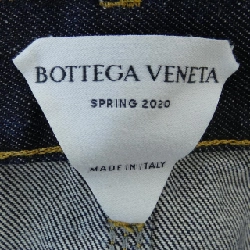 BOTTEGA VENETA
SPRING 2020
MADE IN ITALY